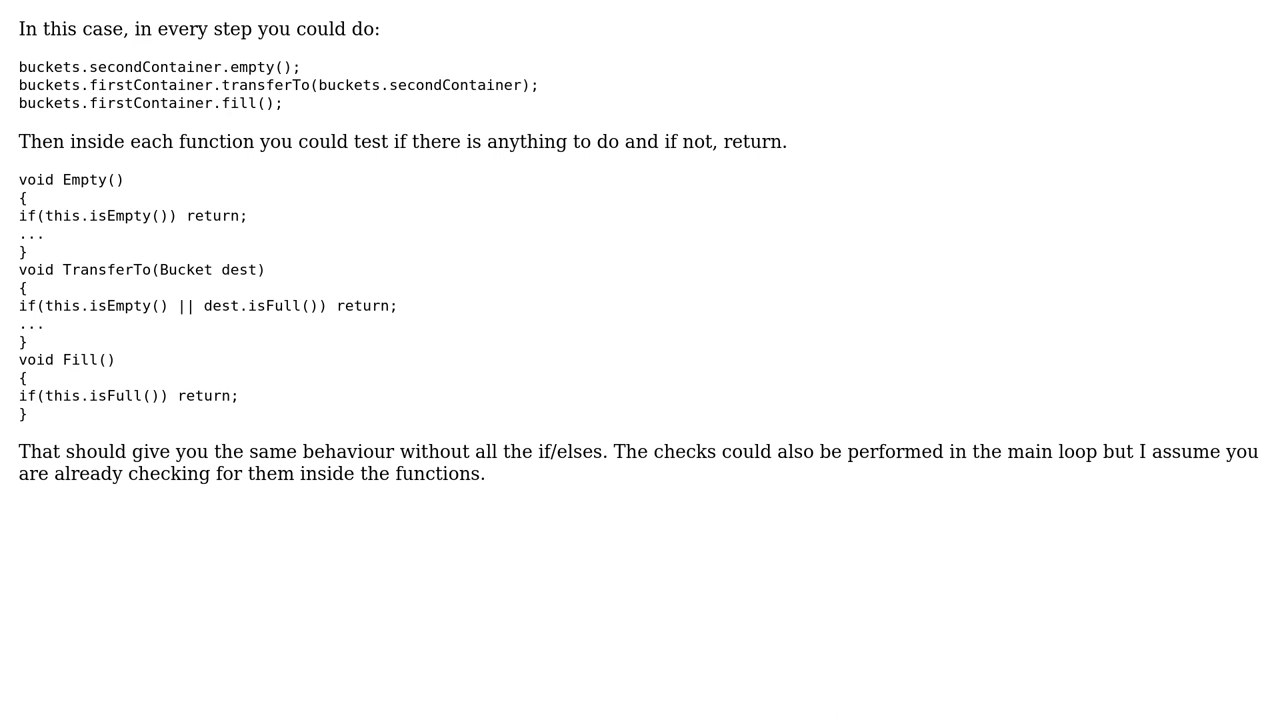 In this case, in every step you could do:
buckets.secondContainer.empty();
buckets.firstContainer.transferTo(buckets.secondContainer);
buckets.firstContainer.fill();
Then inside each function you could test if there is anything to do and if not, return.
void Empty()
{
if(this.isEmpty()) return;
...
}
void TransferTo(Bucket dest)
{
if(this.isEmpty() || dest.isFull()) return;
...
}
void Fill()
{
if(this.isFull()) return;
}
That should give you the same behaviour without all the if/elses. The checks could also be performed in the main loop but I assume you
are already checking for them inside the functions.